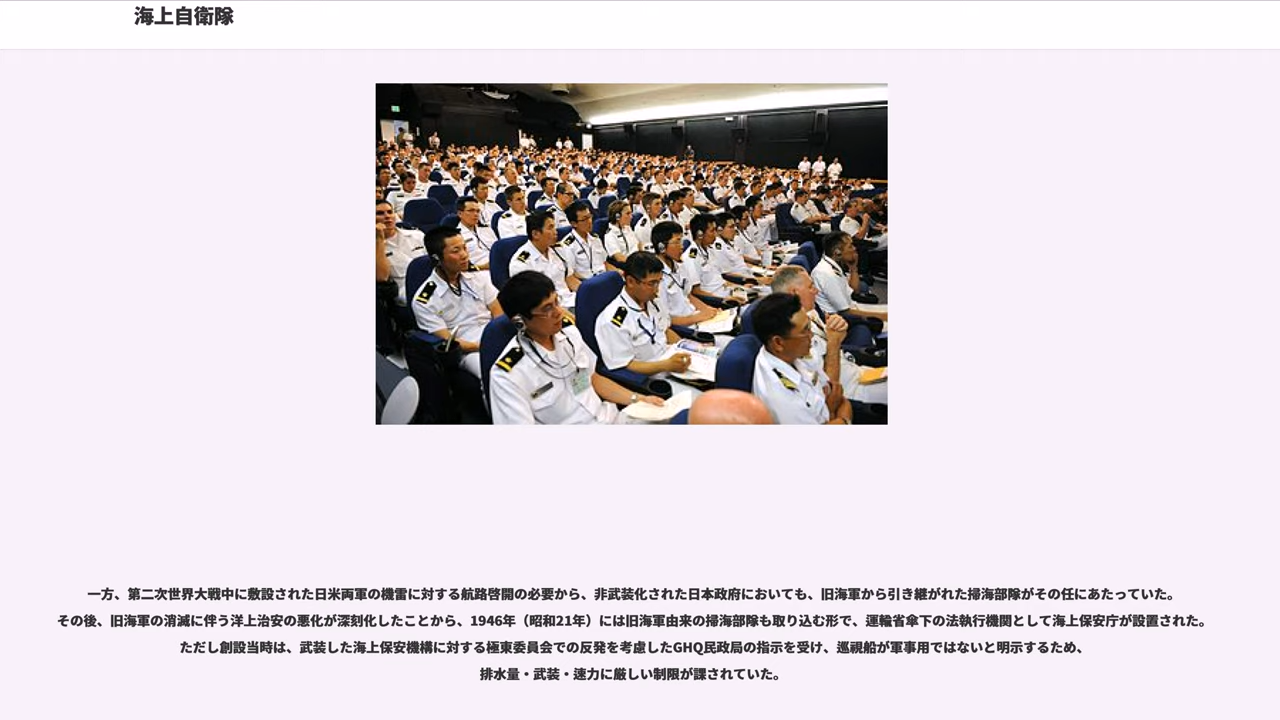 海上自衛隊
一方、第二次世界大戦中に敷設された日米両軍の機雷に対する航路啓開の必要から、非武装化された日本政府においても、旧海軍から引き継がれた掃海部隊がその任にあたっていた。
その後、旧海軍の消滅に伴う洋上治安の悪化が深刻化したことから、1946年（昭和21年）には旧海軍由来の掃海部隊も取り込む形で、運輸省傘下の法執行機関として海上保安庁が設置された。
ただし創設当時は、武装した海上保安機構に対する極東委員会での反発を考慮したGHQ民政局の指示を受け、巡視船が軍事用ではないと明示するため、
排水量・武装・速力に厳しい制限が課されていた。